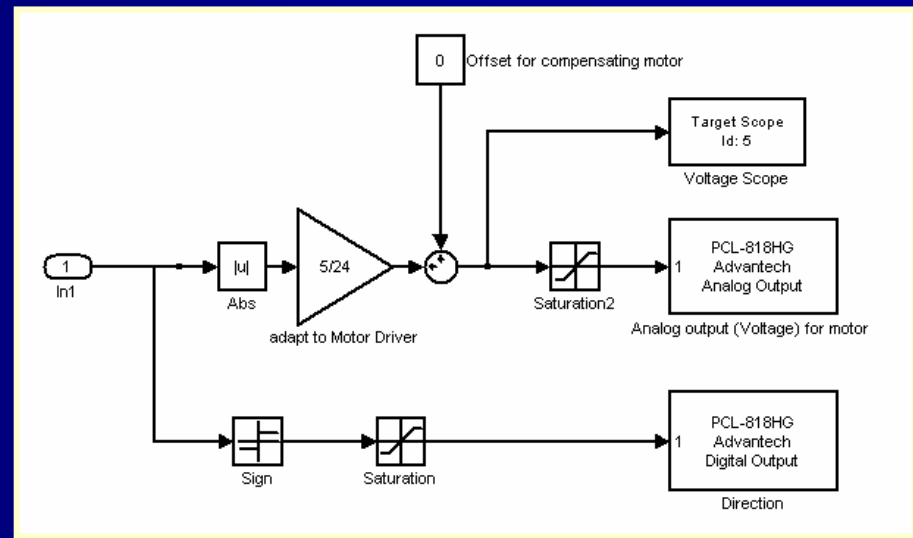 0
Offset for compensating motor
Target Scope
Id: 5
Voltage Scope
1
In1
|u|
Abs
5/24
adapt to Motor Driver
Saturation2
1
PCL-818HG
Advantech
Analog Output
Analog output (Voltage) for motor
Sign
Saturation
1
PCL-818HG
Advantech
Digital Output
Direction